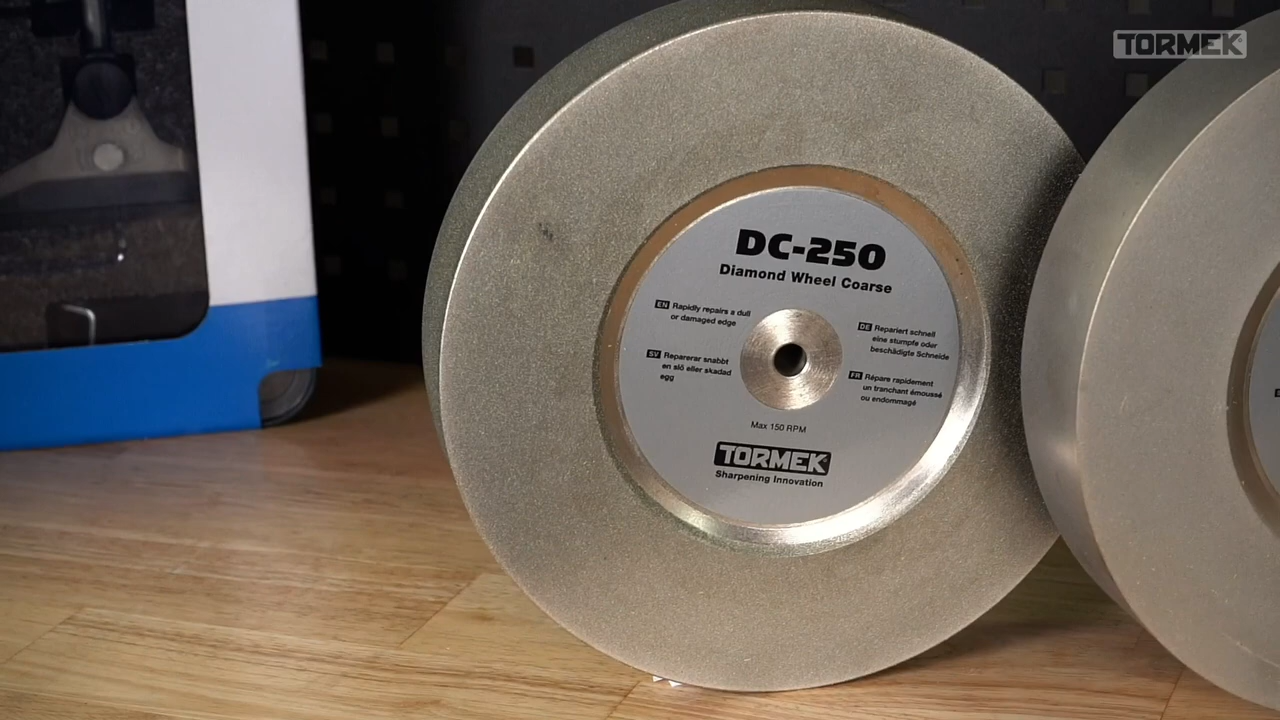 TORMEK
DC-250
Diamond Wheel Coarse
EN Rapidly repairs a dull
or damaged edge
SV Reparerar snabbt
en slö eller skadad
egg
DE Repariert schnell
eine stumpfe oder
beschädigte Schneide
FR Répare rapidement
un tranchant émoussé
ou endommagé
Max 150 RPM
TORMEK
Sharpening Innovation